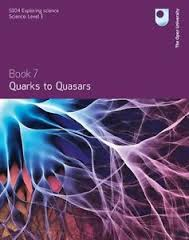 S104 Exploring science
Science: Level 1
The Open University
Book 7
Quarks to Quasars